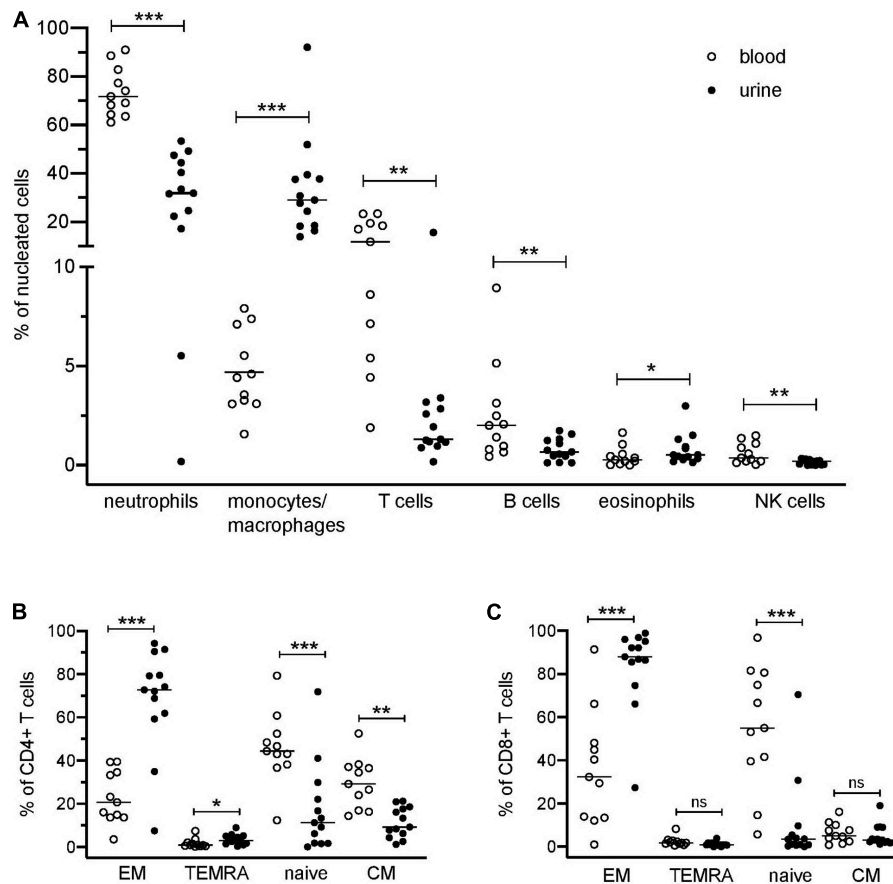 A
% of nucleated cells
100
80
60
40
20
10
5
0
***
***
**
**
*
**
blood
urine
neutrophils
monocytes/
macrophages
T cells
B cells
eosinophils
NK cells
B
% of CD4+ T cells
100
80
60
40
20
0
***
*
***
**
EM
TEMRA
naive
CM
C
% of CD8+ T cells
100
80
60
40
20
0
***
ns
***
ns
EM
TEMRA
naive
CM